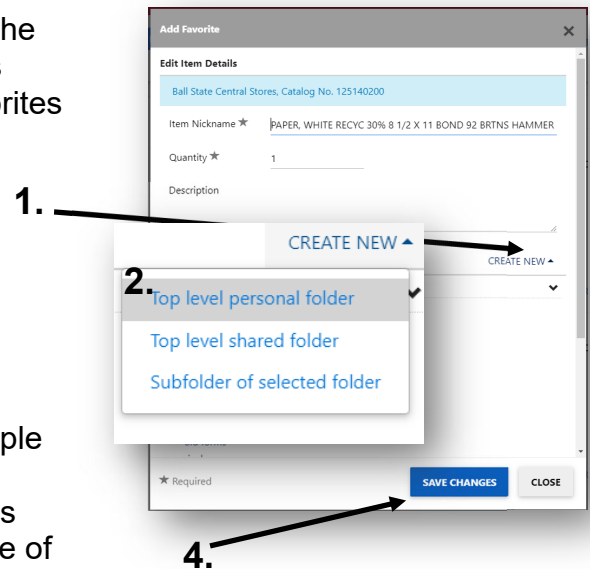 he
s
rites
Add Favorite ×
Edit Item Details
Ball State Central Stores, Catalog No. 125140200
Item Nickname ★ PAPER, WHITE RECYC 30% 8 1/2 X 11 BOND 92 BRTNS HAMMER
Quantity ★ 1
Description
1.
CREATE NEW
CREATE NEW
2.
Top level personal folder
Top level shared folder
Subfolder of selected folder
ple
★ Required
SAVE CHANGES
CLOSE
s
e of
4.